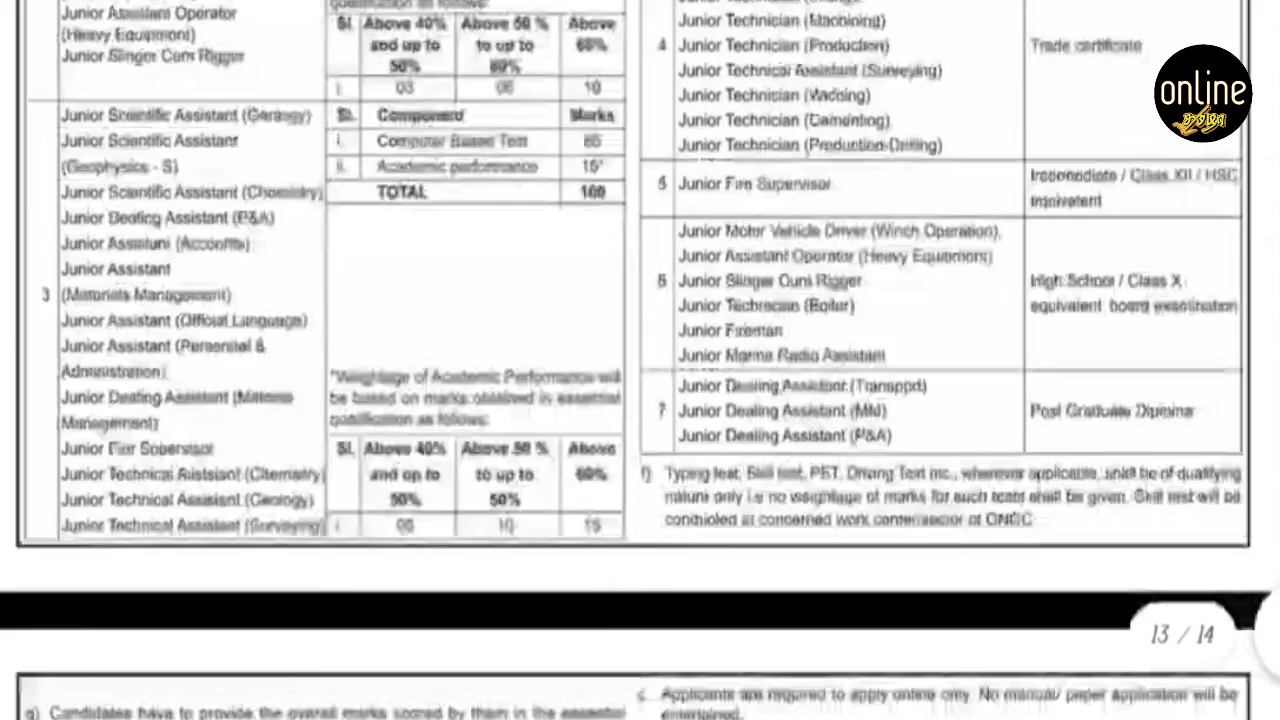 Junior Assistant Operator
(Heavy Equipment)
Junior Slinger Cum Rigger
Sl. Above 40% Above 50 % Above
and up to to up to 60%
50% 60%
i. 03 06 10
3
Junior Scientific Assistant (Geology)
Junior Scientific Assistant
(Geophysics - S)
Junior Scientific Assistant (Chemistry)
Junior Dealing Assistant (P&A)
Junior Assistant (Accounts)
Junior Assistant
(Materials Management)
Junior Assistant (Official Language)
Junior Assistant (Personnel &
Administration)
Junior Dealing Assistant (Materials
Management)
Junior Fire Supervisor
Junior Technical Assistant (Chemistry)
Junior Technical Assistant (Geology)
Junior Technical Assistant (Surveying)
Sl. Component Marks
i. Computer Based Test 85
ii. Academic performance 15*
TOTAL 100
*Weightage of Academic Performance will
be based on marks obtained in essential
qualification as follows:
Sl. Above 40% Above 50 % Above
and up to to up to 60%
50%
i. 10 15
4
Junior Technician (Machining)
Junior Technician (Production)
Junior Technical Assistant (Surveying)
Junior Technician (Welding)
Junior Technician (Cementing)
Junior Technician (Production-Drilling)
Trade certificate
Junior Fire Supervisor
Intermediate / Class XII / HSC
equivalent
Junior Motor Vehicle Driver (Winch Operation),
Junior Assistant Operator (Heavy Equipment)
Junior Slinger Cum Rigger
Junior Technician (Boiler)
Junior Fireman
Junior Marine Radio Assistant
High School / Class X
equivalent board examination
7
Junior Dealing Assistant (Transport)
Junior Dealing Assistant (MM)
Junior Dealing Assistant (P&A)
Post Graduate Diploma
f) Typing test, Skill test, PST, Driving Test etc., wherever applicable, shall be of qualifying
nature only i.e no weightage of marks for such tests shall be given. Skill test will be
conducted at concerned work center/sector of ONGC
online
13 / 14
g) Candidates have to provide the overall marks scored by them in the essential
c. Applicants are required to apply online only. No manual/ paper application will be
entertained.